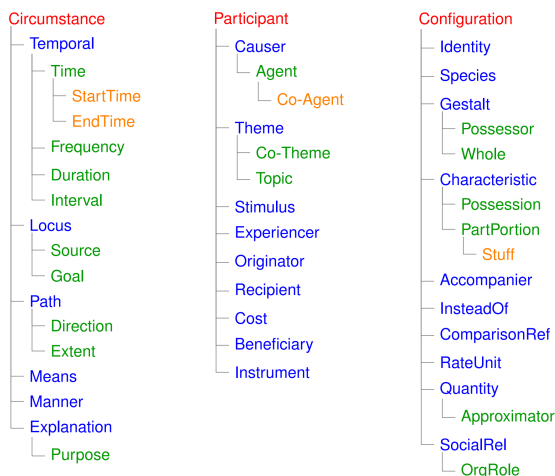 Circumstance
Temporal
Time
StartTime
EndTime
Frequency
Duration
Interval
Locus
Source
Goal
Path
Direction
Extent
Means
Manner
Explanation
Purpose
Participant
Causer
Agent
Co-Agent
Theme
Co-Theme
Topic
Stimulus
Experiencer
Originator
Recipient
Cost
Beneficiary
Instrument
Configuration
Identity
Species
Gestalt
Possessor
Whole
Characteristic
Possession
PartPortion
Stuff
Accompanier
InsteadOf
ComparisonRef
RateUnit
Quantity
Approximator
SocialRel
OrgRole